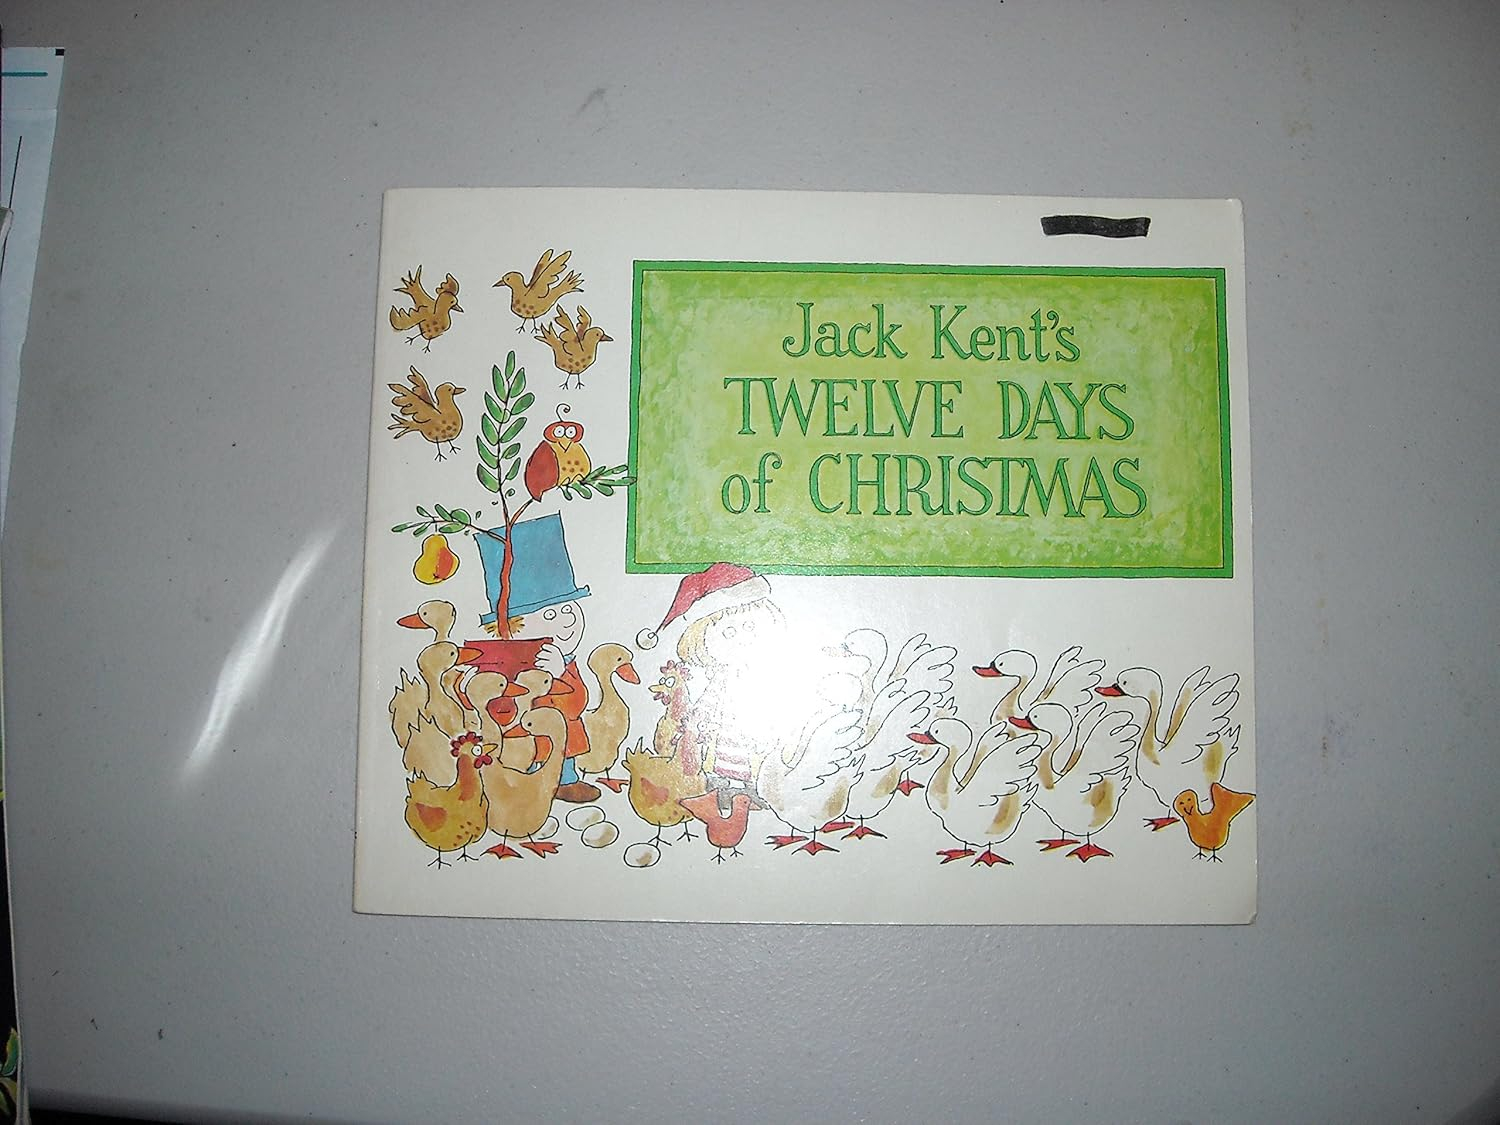 Jack Kent's
TWELVE DAYS
of CHRISTMAS